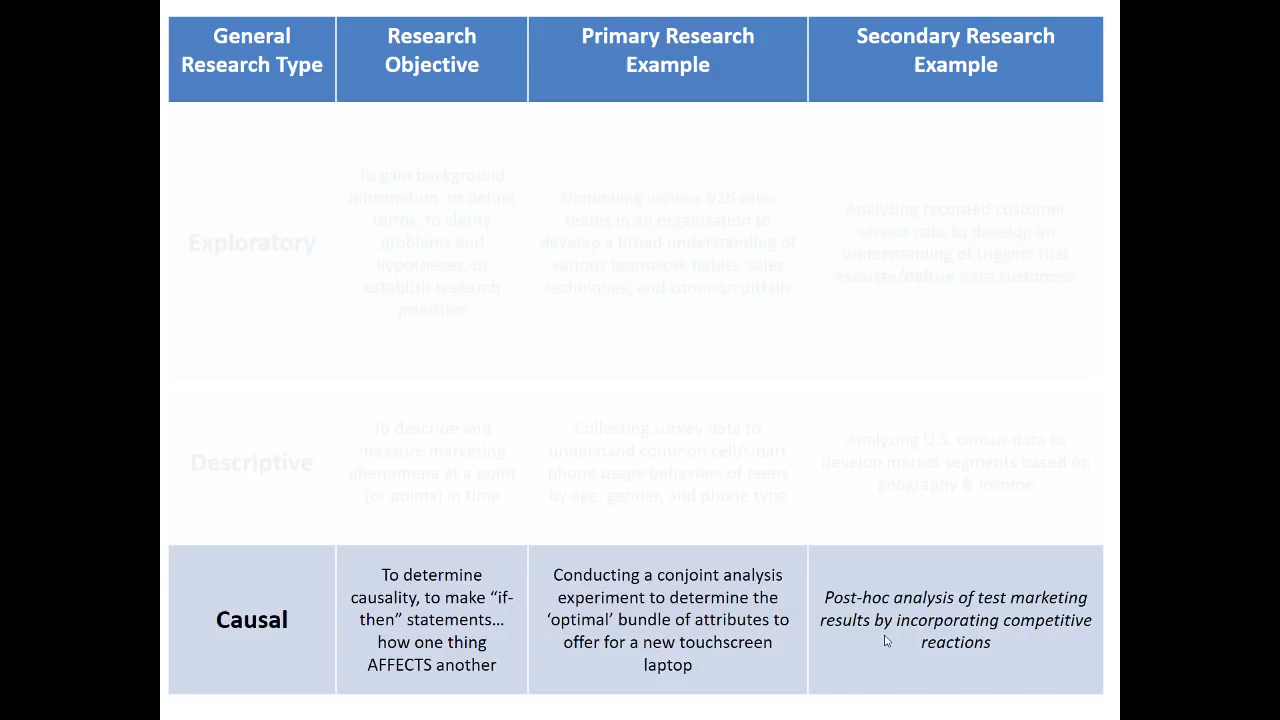 General
Research Type
Research
Objective
Primary Research
Example
Secondary Research
Example
Exploratory
To gain background
information, to define
terms, to clarify
problems and
hypotheses, to
establish research
priorities
Shadowing various b2b sales
teams in an organization to
develop a broad understanding of
various teamwork habits, sales
techniques, and common pitfalls
Analyzing recorded customer
service calls to develop an
understanding of triggers that
escalate/defuse irate customers
Descriptive
To describe and
measure marketing
phenomena at a point
(or points) in time
Collecting survey data to
understand common cell/smart
phone usage behaviors of teens
by age, gender, and phone type
Analyzing U.S. census data to
develop market segments based on
geography & income
Causal
To determine
causality, to make “if-
then” statements…
how one thing
AFFECTS another
Conducting a conjoint analysis
experiment to determine the
‘optimal’ bundle of attributes to
offer for a new touchscreen
laptop
Post-hoc analysis of test marketing
results by incorporating competitive
reactions